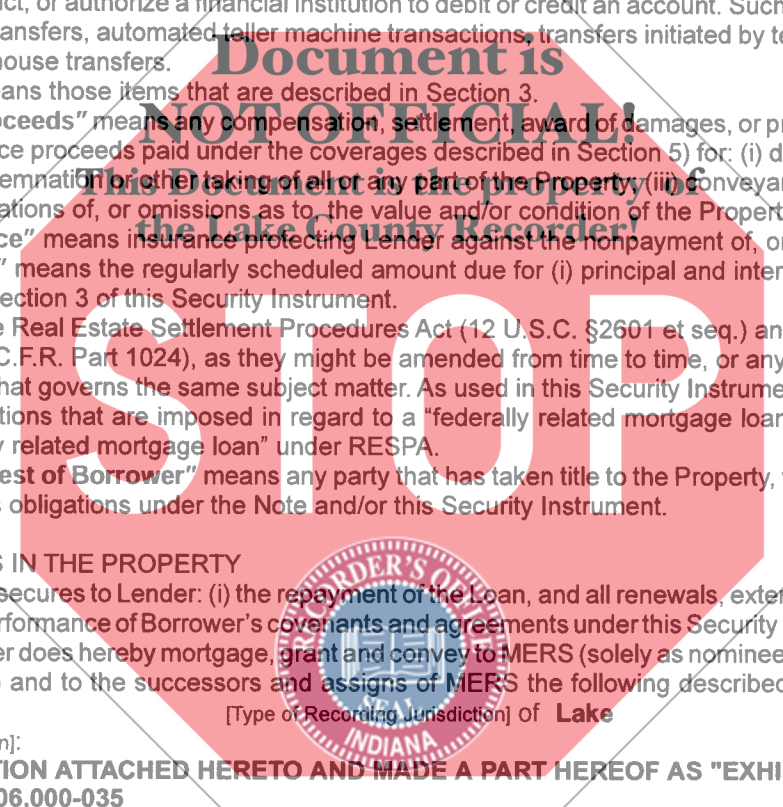 ct, or authorize a financial institution to debit or credit an account. Such
ransfers, automated teller machine transactions, transfers initiated by te
house transfers.
Document is
eans those items that are described in Section 3.
oceeds" means any compensation, settlement, award of damages, or pr
NOT OFFICIAL!
ce proceeds paid under the coverages described in Section 5) for: (i) d
emnation or other taking of all or any part of the Property; (iii) conveyan
This Document is the property of
ations of, or omissions as to, the value and/or condition of the Propert
the Lake County Recorder!
ce" means insurance protecting Lender against the nonpayment of, or
" means the regularly scheduled amount due for (i) principal and inter
ection 3 of this Security Instrument.
e Real Estate Settlement Procedures Act (12 U.S.C. §2601 et seq.) an
C.F.R. Part 1024), as they might be amended from time to time, or any
hat governs the same subject matter. As used in this Security Instrume
tions that are imposed in regard to a “federally related mortgage loan
y related mortgage loan” under RESPA.
STOP
est of Borrower" means any party that has taken title to the Property, 
s obligations under the Note and/or this Security Instrument.
S IN THE PROPERTY
secures to Lender: (i) the repayment of the Loan, and all renewals, exter
rformance of Borrower's covenants and agreements under this Security
er does hereby mortgage, grant and convey to MERS (solely as nominee
and to the successors and assigns of MERS the following described
RECORDER'S OFFICE
SEAL
INDIANA
[Type of Recording Jurisdiction] of Lake
n]:
TION ATTACHED HERETO AND MADE A PART HEREOF AS "EXHI
06.000-035